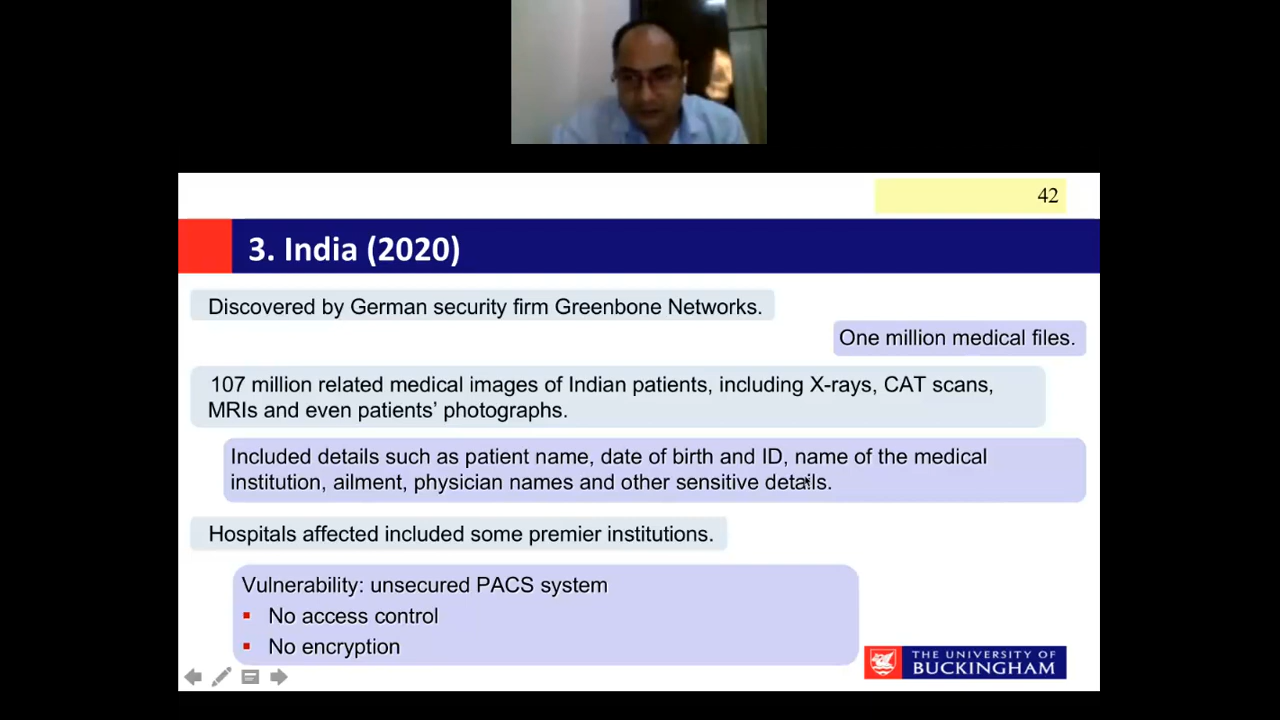 42
3. India (2020)
Discovered by German security firm Greenbone Networks.
One million medical files.
107 million related medical images of Indian patients, including X-rays, CAT scans,
MRIs and even patients' photographs.
Included details such as patient name, date of birth and ID, name of the medical
institution, ailment, physician names and other sensitive details.
Hospitals affected included some premier institutions.
Vulnerability: unsecured PACS system
▪ No access control
▪ No encryption
THE UNIVERSITY OF
BUCKINGHAM